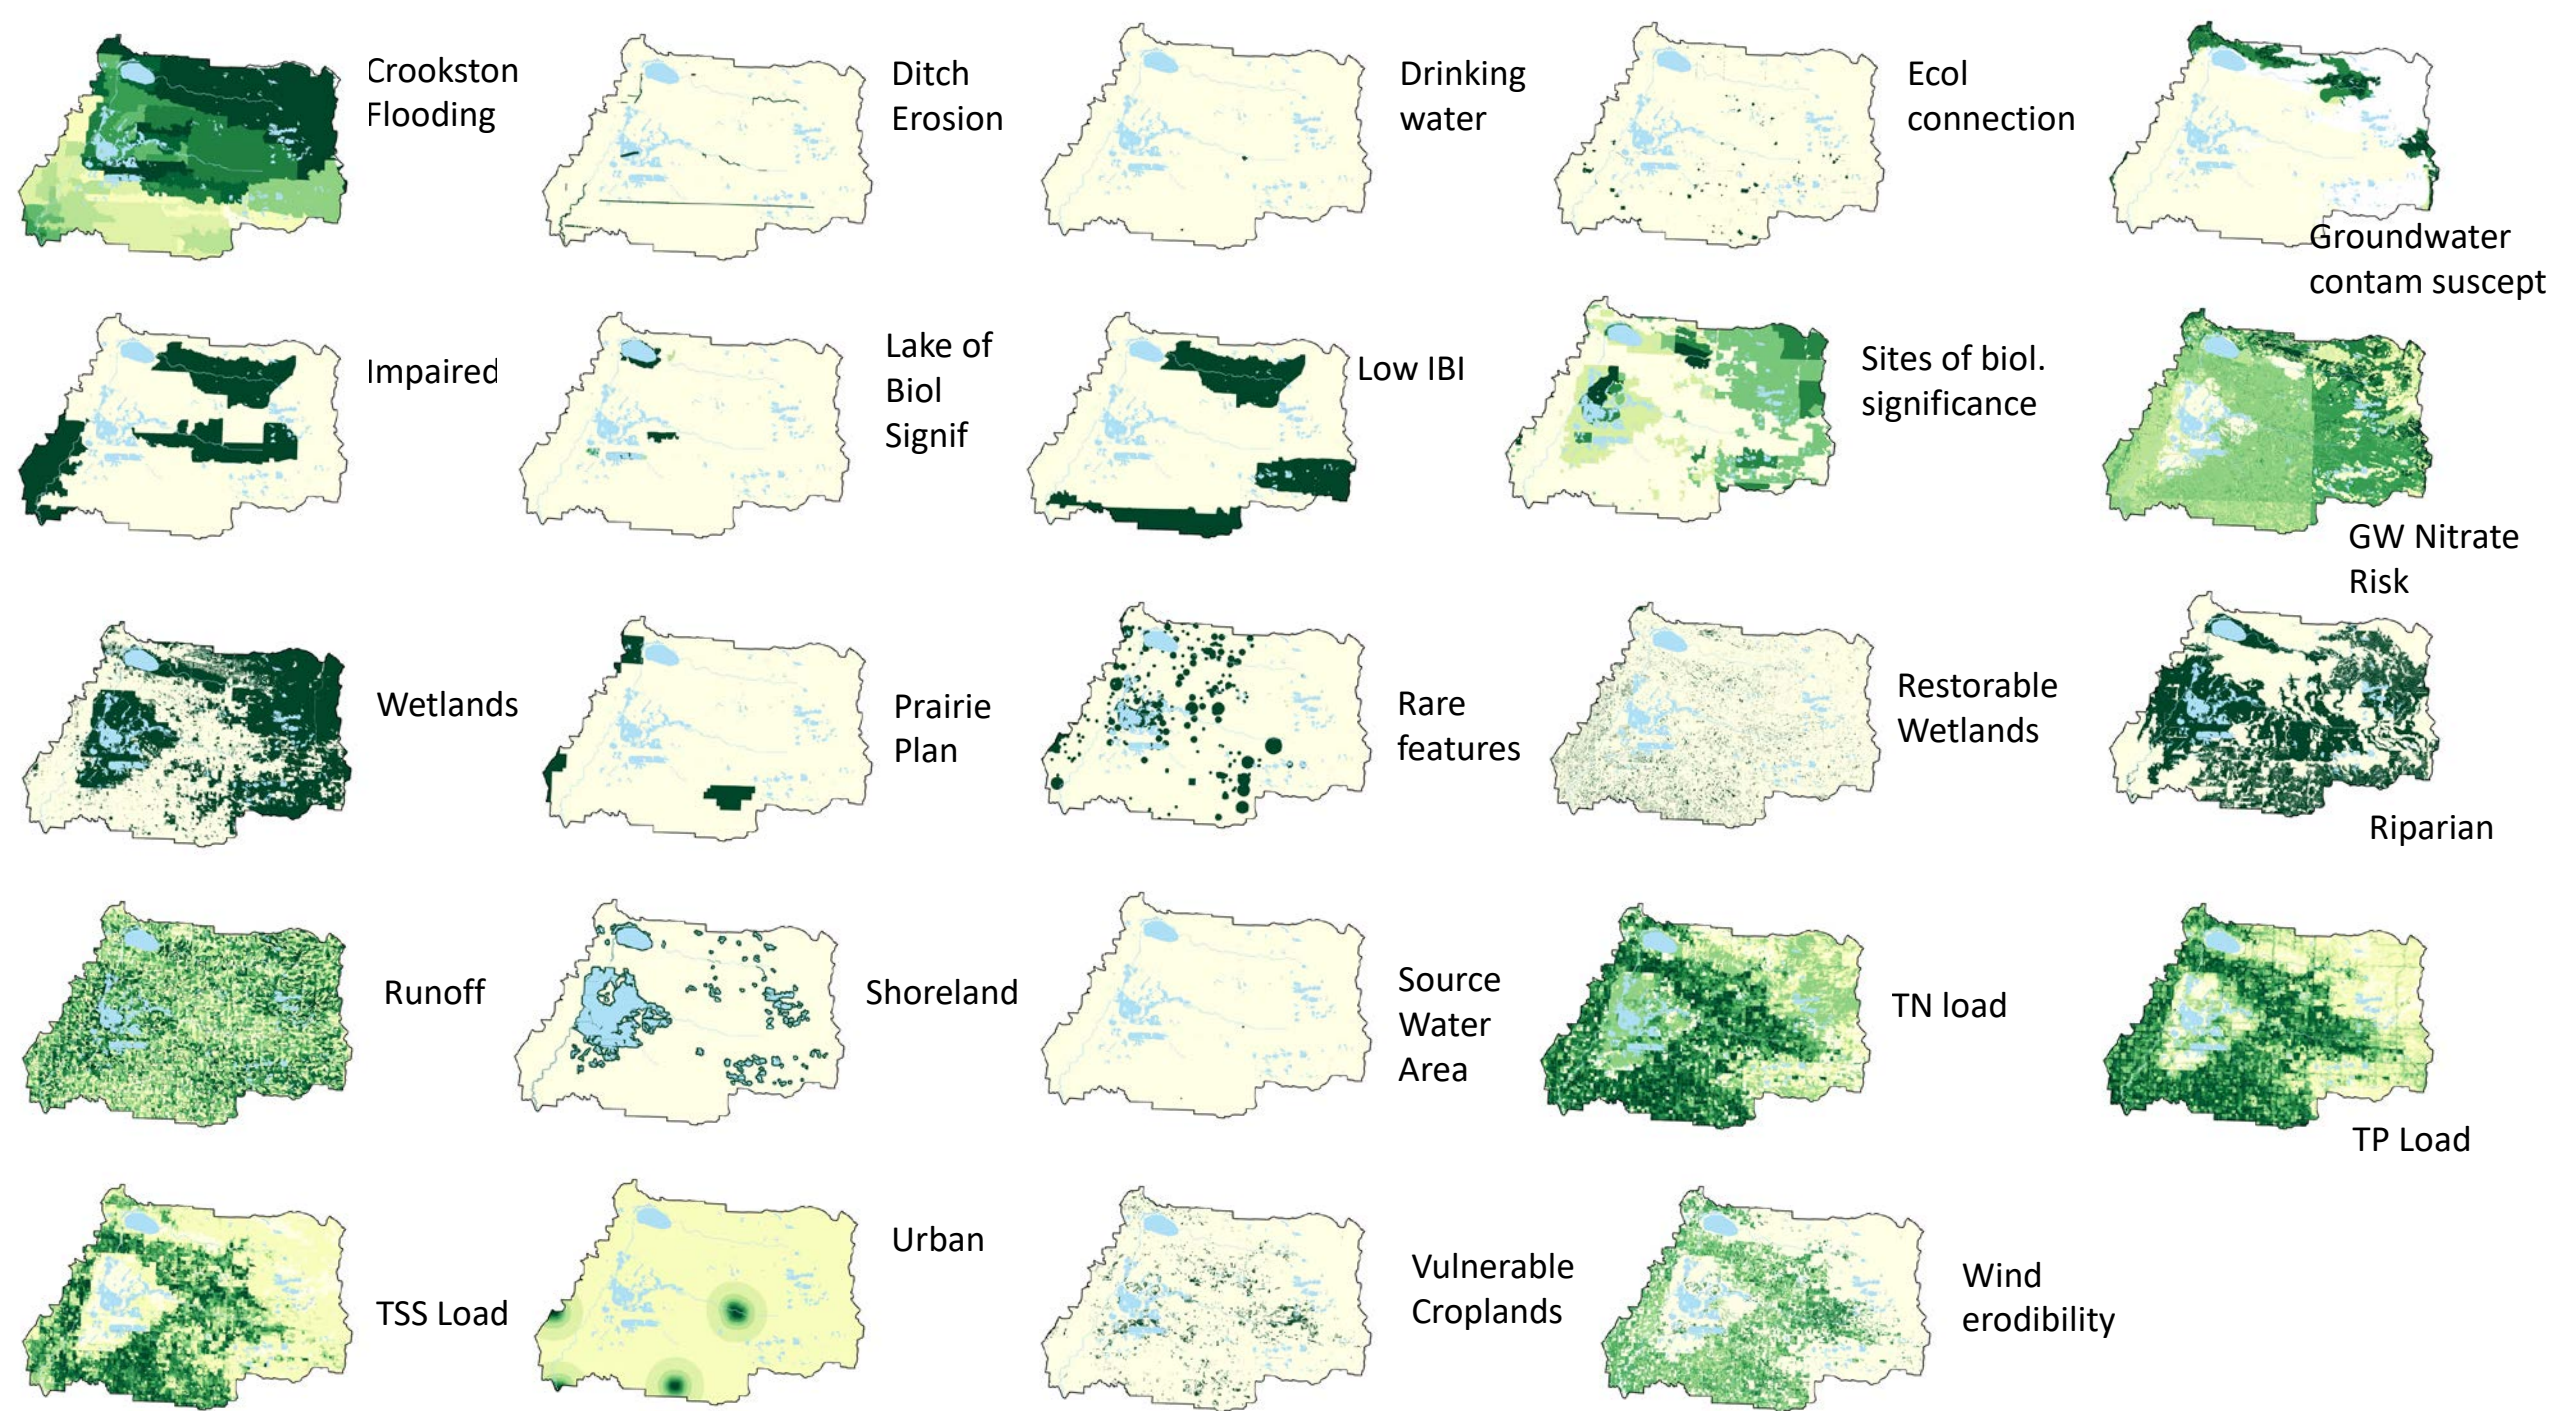 Crookston
Flooding
Ditch
Erosion
Drinking
water
Ecol
connection
Groundwater
contam suscept
Impaired
Lake of
Biol
Signif
Low IBI
Sites of biol.
significance
GW Nitrate
Risk
Wetlands
Prairie
Plan
Rare
features
Restorable
Wetlands
Riparian
Runoff
Shoreland
Source
Water
Area
TN load
TP Load
TSS Load
Urban
Vulnerable
Croplands
Wind
erodibility